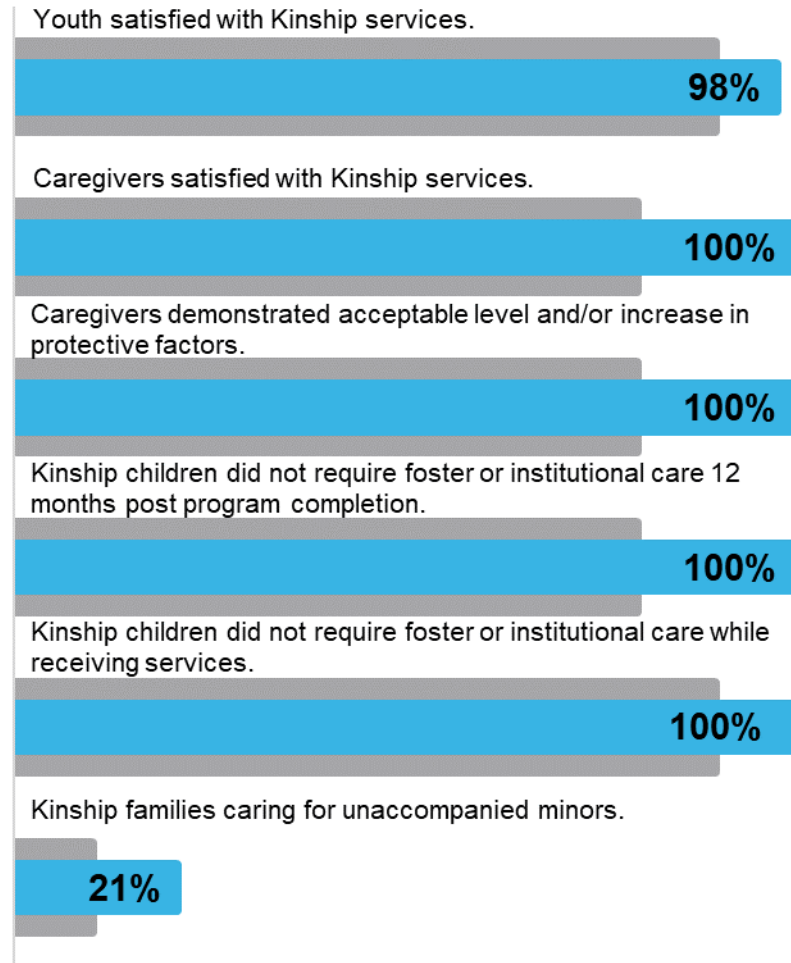 Youth satisfied with Kinship services.
98%
Caregivers satisfied with Kinship services.
100%
Caregivers demonstrated acceptable level and/or increase in
protective factors.
100%
Kinship children did not require foster or institutional care 12
months post program completion.
100%
Kinship children did not require foster or institutional care while
receiving services.
100%
Kinship families caring for unaccompanied minors.
21%